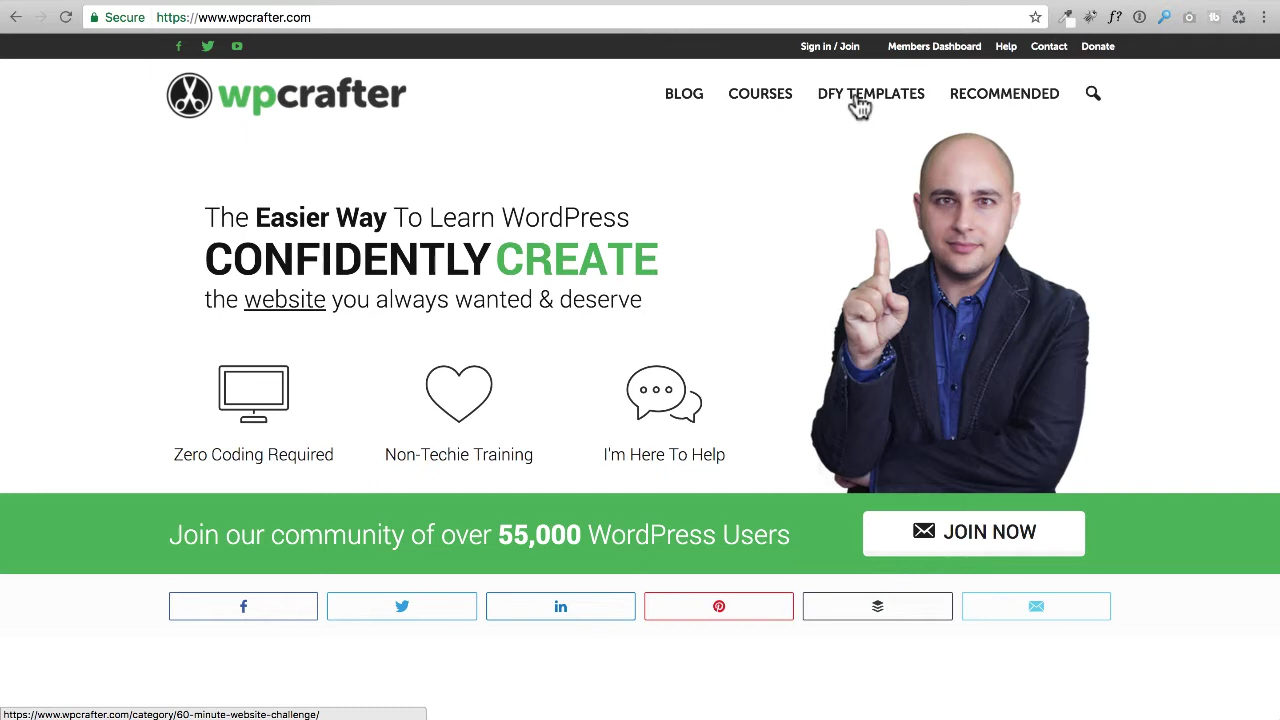 Secure https://www.wpcrafter.com
Sign in / Join Members Dashboard Help Contact Donate
wpcrafter
BLOG COURSES DFY TEMPLATES RECOMMENDED
The Easier Way To Learn WordPress
CONFIDENTLY CREATE
the website you always wanted & deserve
Zero Coding Required Non-Techie Training I'm Here To Help
Join our community of over 55,000 WordPress Users JOIN NOW
https://www.wpcrafter.com/category/60-minute-website-challenge/